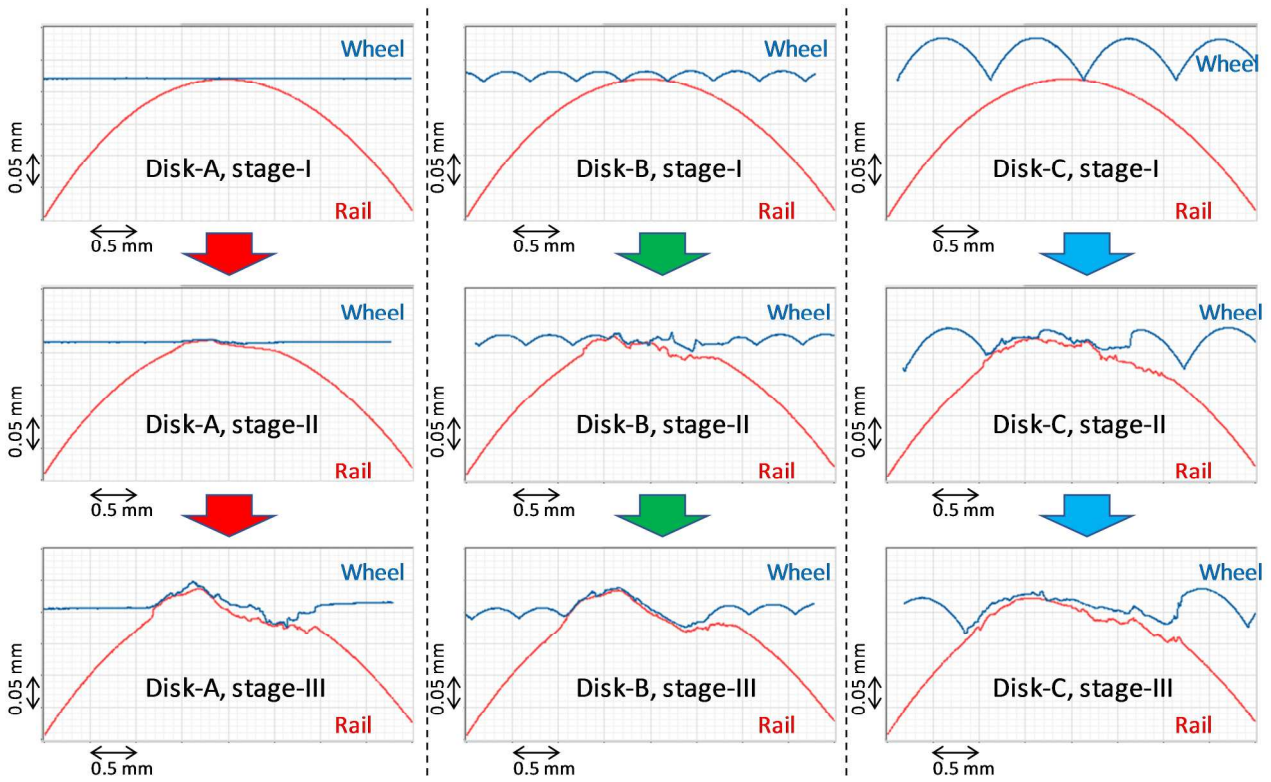 Wheel
0.05 mm
Disk-A, stage-I
Rail
0.5 mm
Wheel
0.05 mm
Disk-B, stage-I
Rail
0.5 mm
Wheel
0.05 mm
Disk-C, stage-I
Rail
0.5 mm
Wheel
0.05 mm
Disk-A, stage-II
Rail
0.5 mm
Wheel
0.05 mm
Disk-B, stage-II
Rail
0.5 mm
Wheel
0.05 mm
Disk-C, stage-II
Rail
0.5 mm
Wheel
0.05 mm
Disk-A, stage-III
Rail
0.5 mm
Wheel
0.05 mm
Disk-B, stage-III
Rail
0.5 mm
Wheel
0.05 mm
Disk-C, stage-III
Rail
0.5 mm